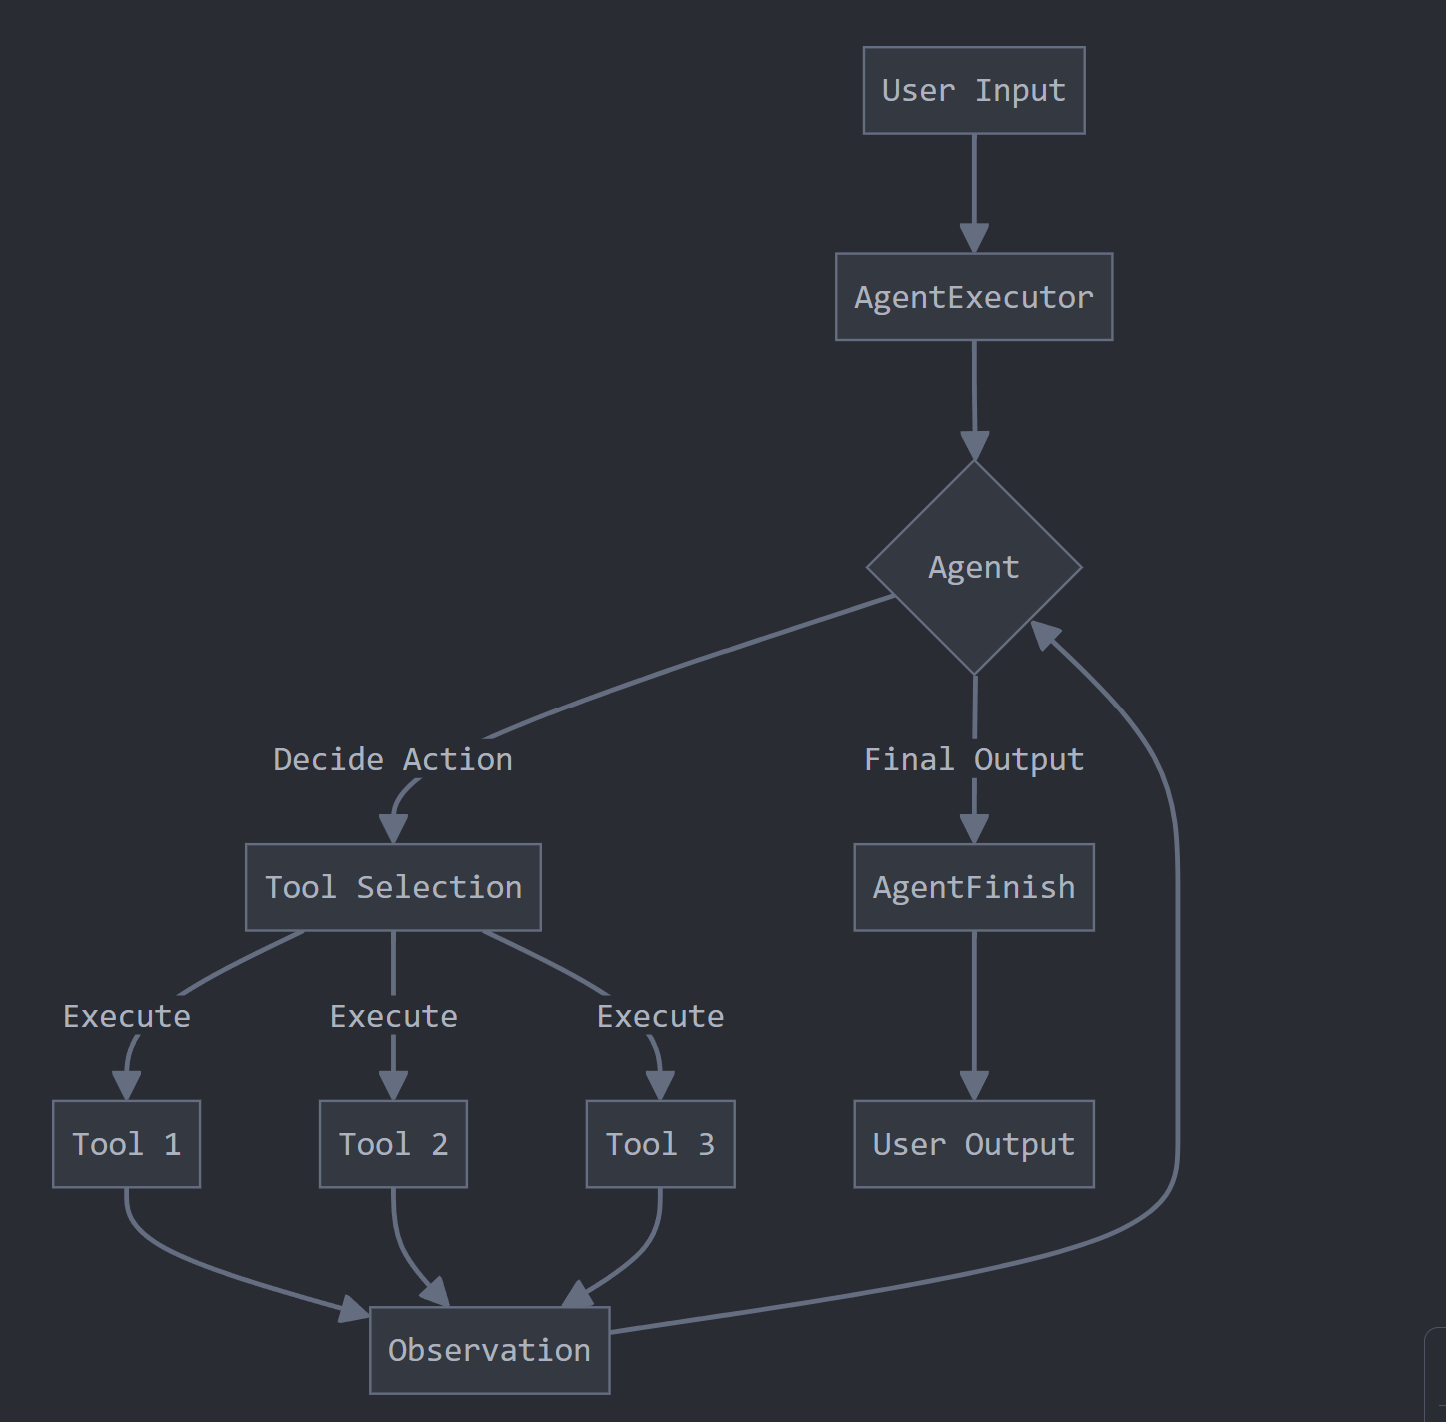 User Input
AgentExecutor
Agent
Decide Action
Final Output
Tool Selection
AgentFinish
Execute
Execute
Execute
Tool 1
Tool 2
Tool 3
User Output
Observation